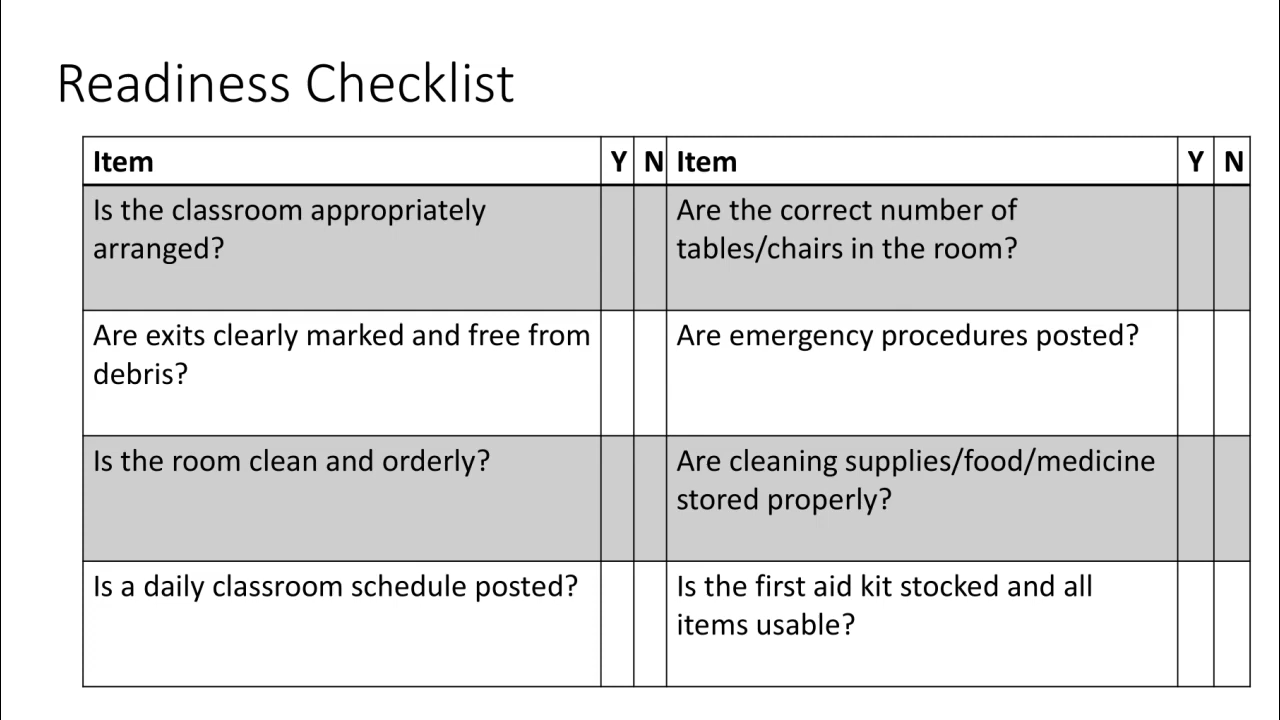 Readiness Checklist
Item Y N Item Y N
Is the classroom appropriately
arranged?
Are the correct number of
tables/chairs in the room?
Are exits clearly marked and free from
debris?
Are emergency procedures posted?
Is the room clean and orderly?
Are cleaning supplies/food/medicine
stored properly?
Is a daily classroom schedule posted?
Is the first aid kit stocked and all
items usable?